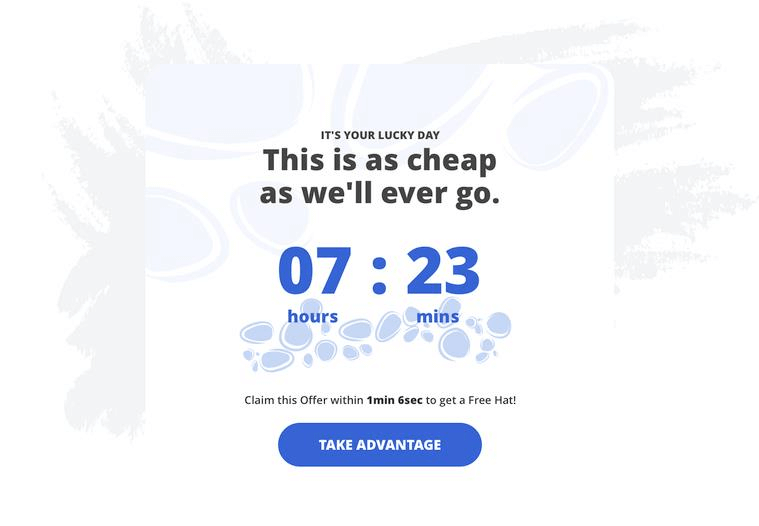 IT'S YOUR LUCKY DAY
This is as cheap
as we'll ever go.
07 : 23
hours mins
Claim this Offer within 1min 6sec to get a Free Hat!
TAKE ADVANTAGE